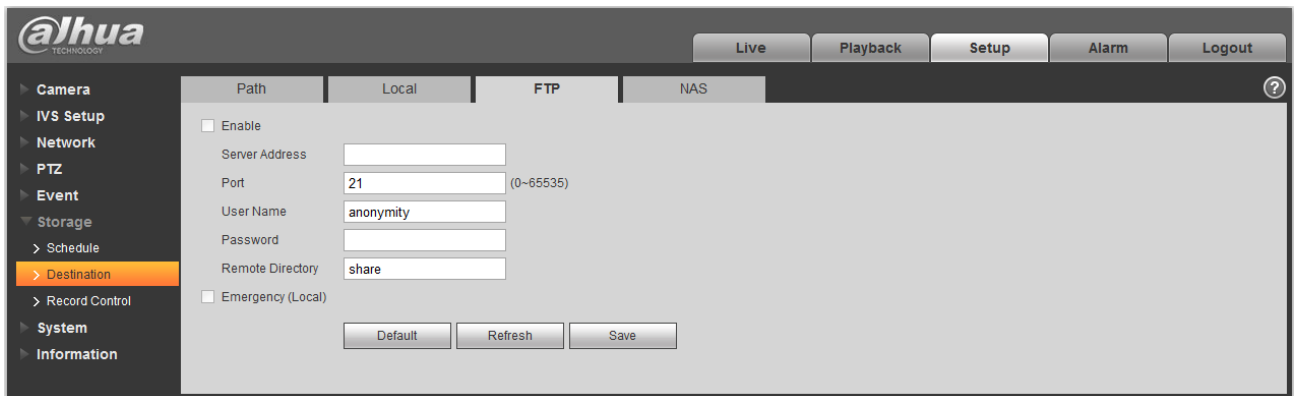 alhua
TECHNOLOGY
Live Playback Setup Alarm Logout
Camera
IVS Setup
Network
PTZ
Event
Storage
> Schedule
> Destination
> Record Control
System
Information
Path Local FTP NAS ?
Enable
Server Address
Port 21 (0~65535)
User Name anonymity
Password
Remote Directory share
Emergency (Local)
Default Refresh Save